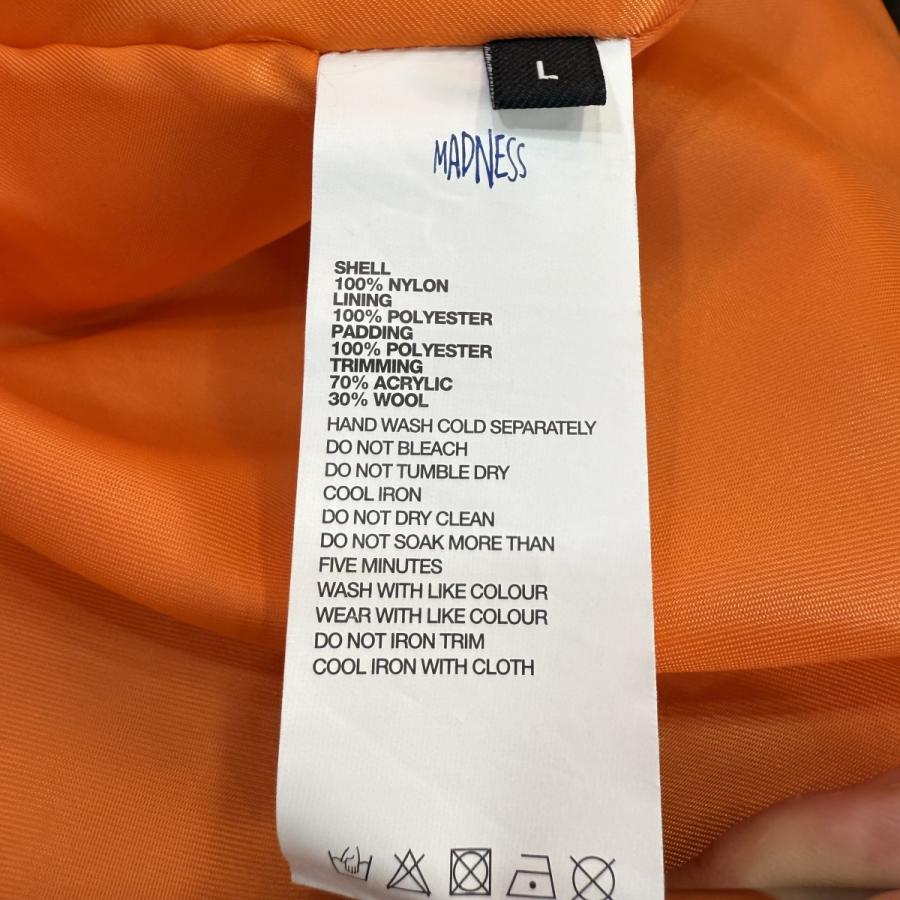 L
MADNESS
SHELL
100% NYLON
LINING
100% POLYESTER
PADDING
100% POLYESTER
TRIMMING
70% ACRYLIC
30% WOOL
HAND WASH COLD SEPARATELY
DO NOT BLEACH
DO NOT TUMBLE DRY
COOL IRON
DO NOT DRY CLEAN
DO NOT SOAK MORE THAN
FIVE MINUTES
WASH WITH LIKE COLOUR
WEAR WITH LIKE COLOUR
DO NOT IRON TRIM
COOL IRON WITH CLOTH